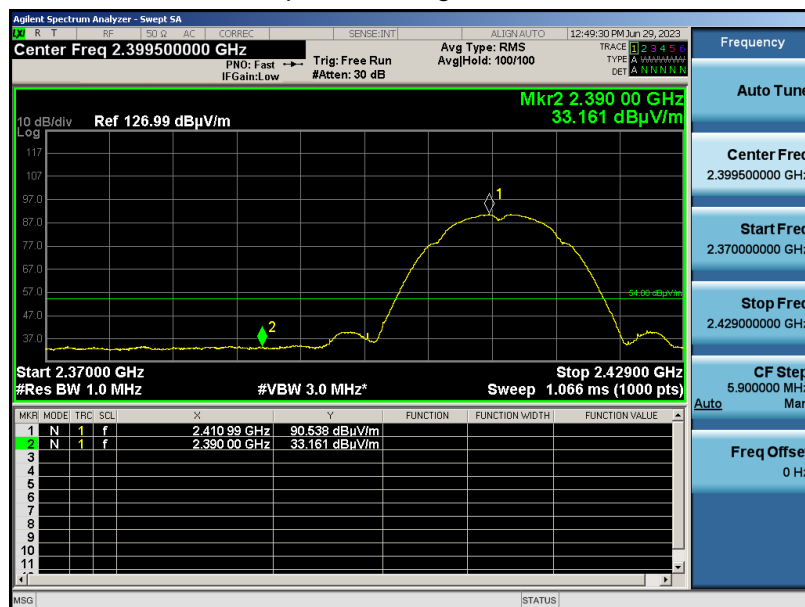 Agilent Spectrum Analyzer - Swept SA
LXI R T RF 50 Ω AC CORREC SENSE:INT ALIGN AUTO 12:49:30 PM Jun 29, 2023
Center Freq 2.399500000 GHz
PNO: Fast
IFGain:Low
Trig: Free Run
#Atten: 30 dB
Avg Type: RMS
Avg|Hold: 100/100
TRACE 1 2 3 4 5 6
TYPE A WWWWW
DET A N N N N N
Mkr2 2.390 00 GHz
33.161 dBµV/m
10 dB/div Ref 126.99 dBµV/m
Log
117
107
97.0
87.0
77.0
67.0
57.0
47.0
37.0
1
2
54.00 dBµV/m
Start 2.37000 GHz Stop 2.42900 GHz
#Res BW 1.0 MHz #VBW 3.0 MHz* Sweep 1.066 ms (1000 pts)
MKR MODE TRC SCL X Y FUNCTION FUNCTION WIDTH FUNCTION VALUE
1 N 1 f 2.410 99 GHz 90.538 dBµV/m
2 N 1 f 2.390 00 GHz 33.161 dBµV/m
3
4
5
6
7
8
9
10
11
MSG STATUS
Frequency
Auto Tune
Center Freq
2.399500000 GHz
Start Freq
2.370000000 GHz
Stop Freq
2.429000000 GHz
CF Step
5.900000 MHz
Auto Man
Freq Offset
0 Hz